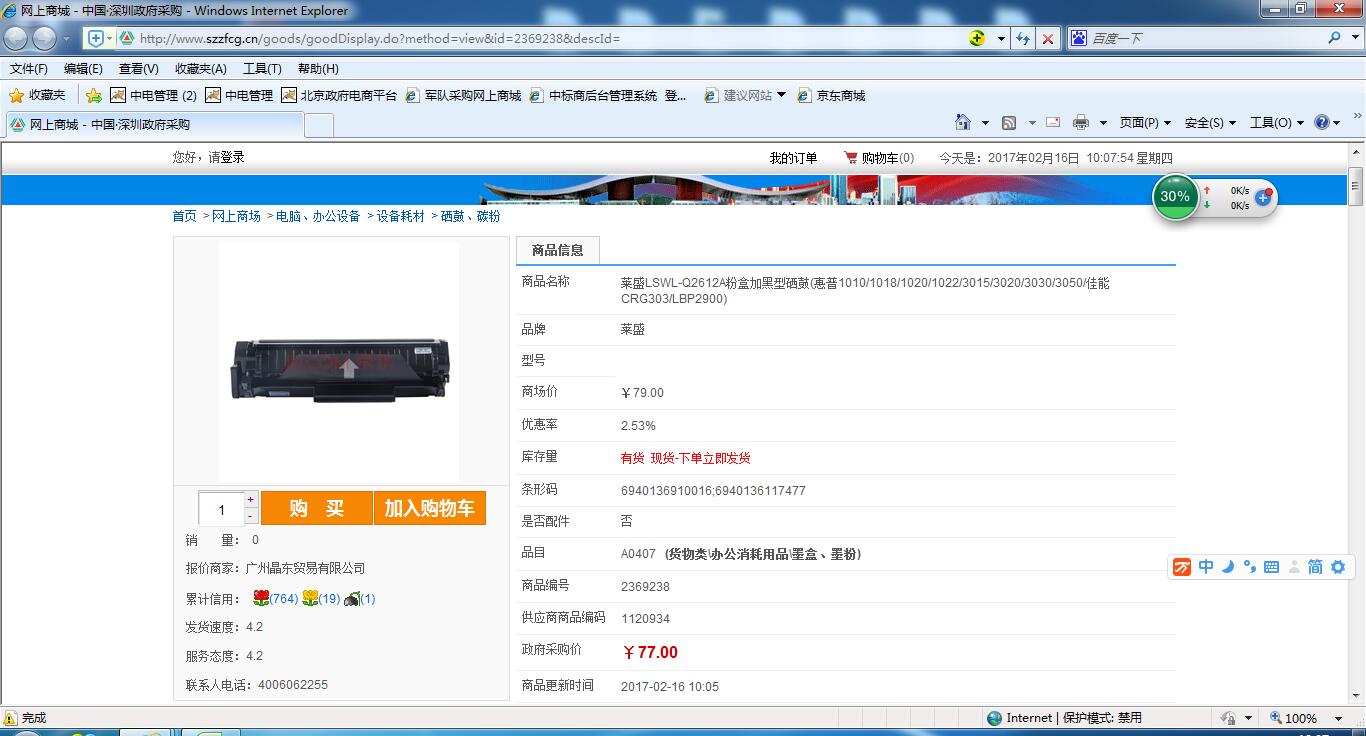 网上商城 - 中国·深圳政府采购 - Windows Internet Explorer
http://www.szzfcg.cn/goods/goodDisplay.do?method=view&id=2369238&descId=
百度一下
文件(F) 编辑(E) 查看(V) 收藏夹(A) 工具(T) 帮助(H)
收藏夹 中电管理 (2) 中电管理 北京政府电商平台 军队采购网上商城 中标商后台管理系统 登... 建议网站 京东商城
网上商城 - 中国·深圳政府采购
页面(P) 安全(S) 工具(O)
您好，请登录 我的订单 购物车(0) 今天是：2017年02月16日 10:07:54 星期四
30% 0K/s
0K/s
首页 >网上商场 >电脑、办公设备 >设备耗材 >硒鼓、碳粉
商品信息
商品名称 莱盛LSWL-Q2612A粉盒加黑型硒鼓(惠普1010/1018/1020/1022/3015/3020/3030/3050/佳能
CRG303/LBP2900)
品牌 莱盛
型号
商场价 ￥79.00
优惠率 2.53%
库存量 有货 现货-下单立即发货
条形码 6940136910016;6940136117477
是否配件 否
品目 A0407 (货物类\办公消耗用品\墨盒、墨粉)
商品编号 2369238
供应商商品编码 1120934
政府采购价 ￥77.00
商品更新时间 2017-02-16 10:05
1 + - 购 买 加入购物车
销 量： 0
报价商家：广州晶东贸易有限公司
累计信用： (764) (19) (1)
发货速度：4.2
服务态度：4.2
联系人电话：4006062255
中 简
完成 Internet | 保护模式: 禁用 100%